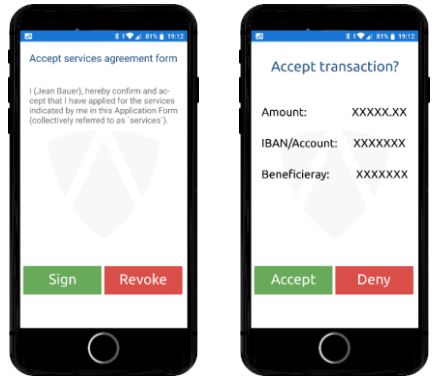 81% 19:12
Accept services agreement form
I (Jean Bauer), hereby confirm and ac-
cept that I have applied for the services
indicated by me in this Application Form
(collectively referred to as `services`).
Sign Revoke
81% 19:12
Accept transaction?
Amount: XXXXX.XX
IBAN/Account: XXXXXXX
Beneficieray: XXXXXXX
Accept Deny